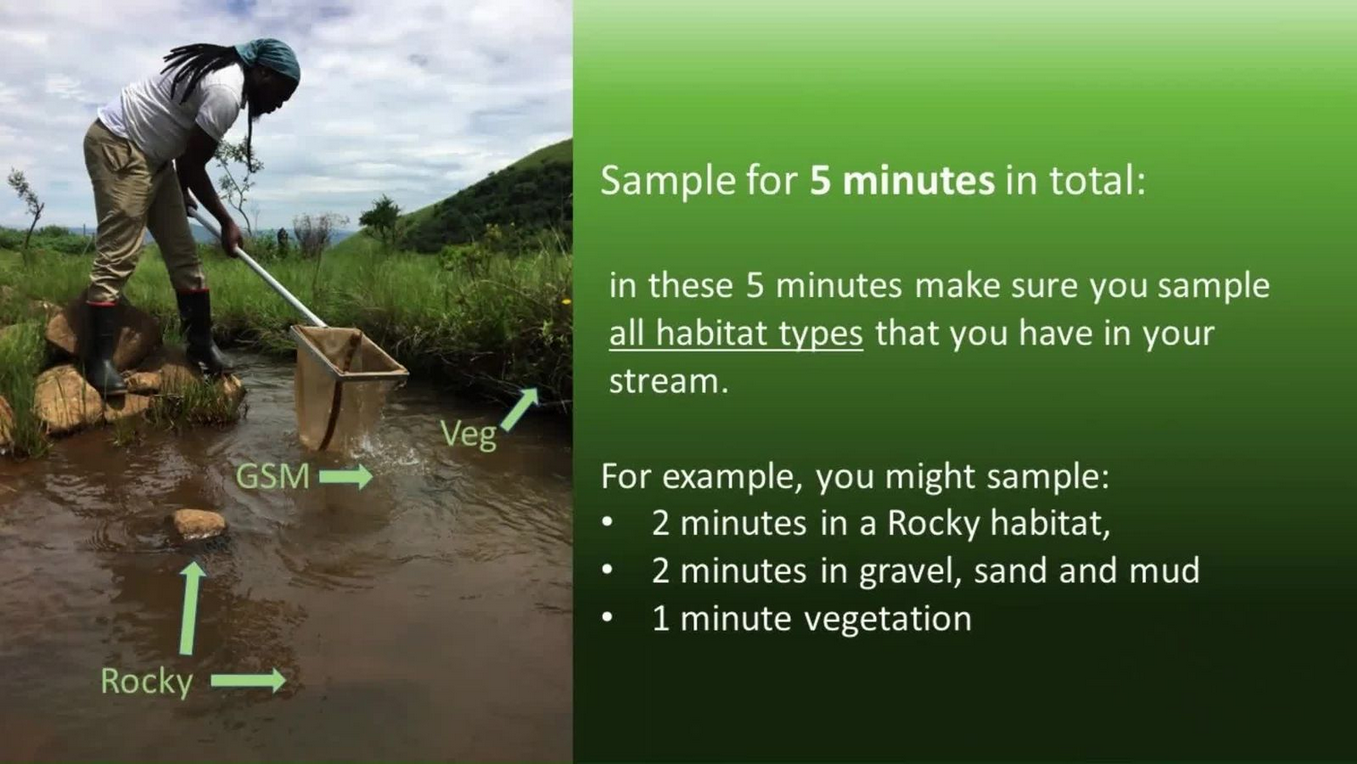 Sample for 5 minutes in total:
in these 5 minutes make sure you sample
all habitat types that you have in your
stream.
For example, you might sample:
• 2 minutes in a Rocky habitat,
• 2 minutes in gravel, sand and mud
• 1 minute vegetation
Veg
GSM
Rocky